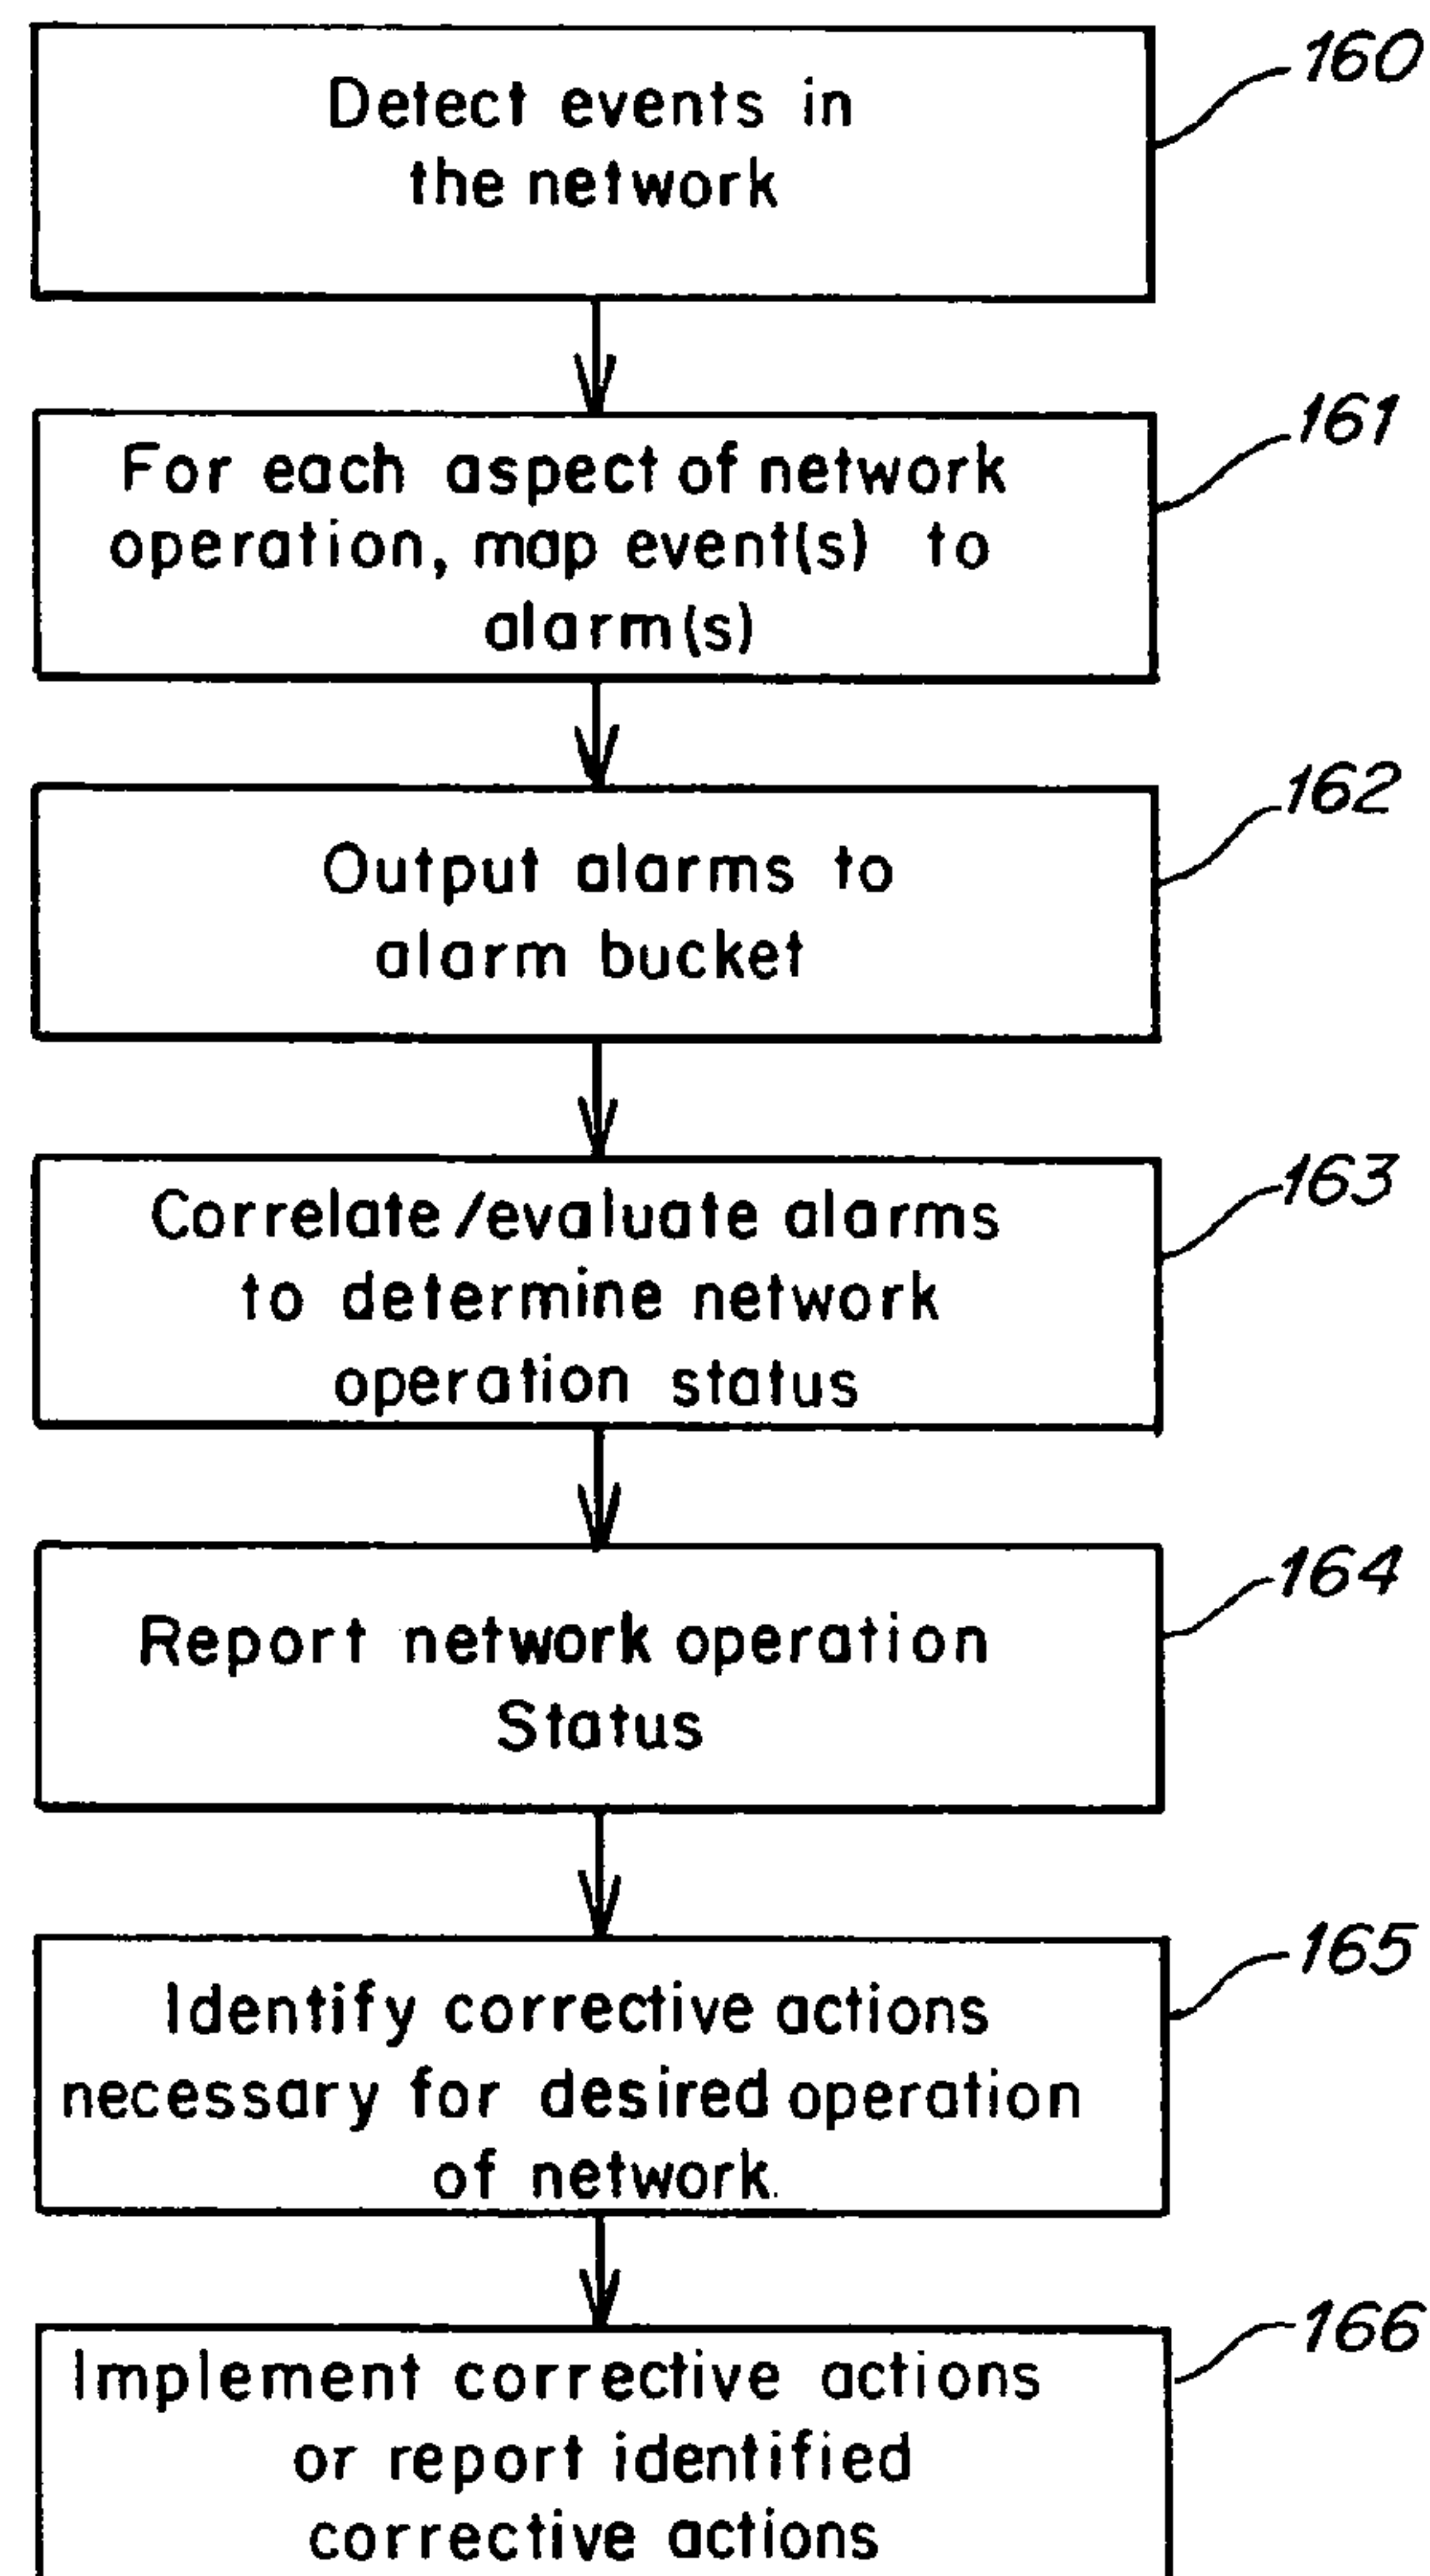 Detect events in
the network
160
For each aspect of network
operation, map event(s) to
alarm(s)
161
Output alarms to
alarm bucket
162
Correlate/evaluate alarms
to determine network
operation status
163
Report network operation
Status
164
Identify corrective actions
necessary for desired operation
of network.
165
Implement corrective actions
or report identified
corrective actions
166